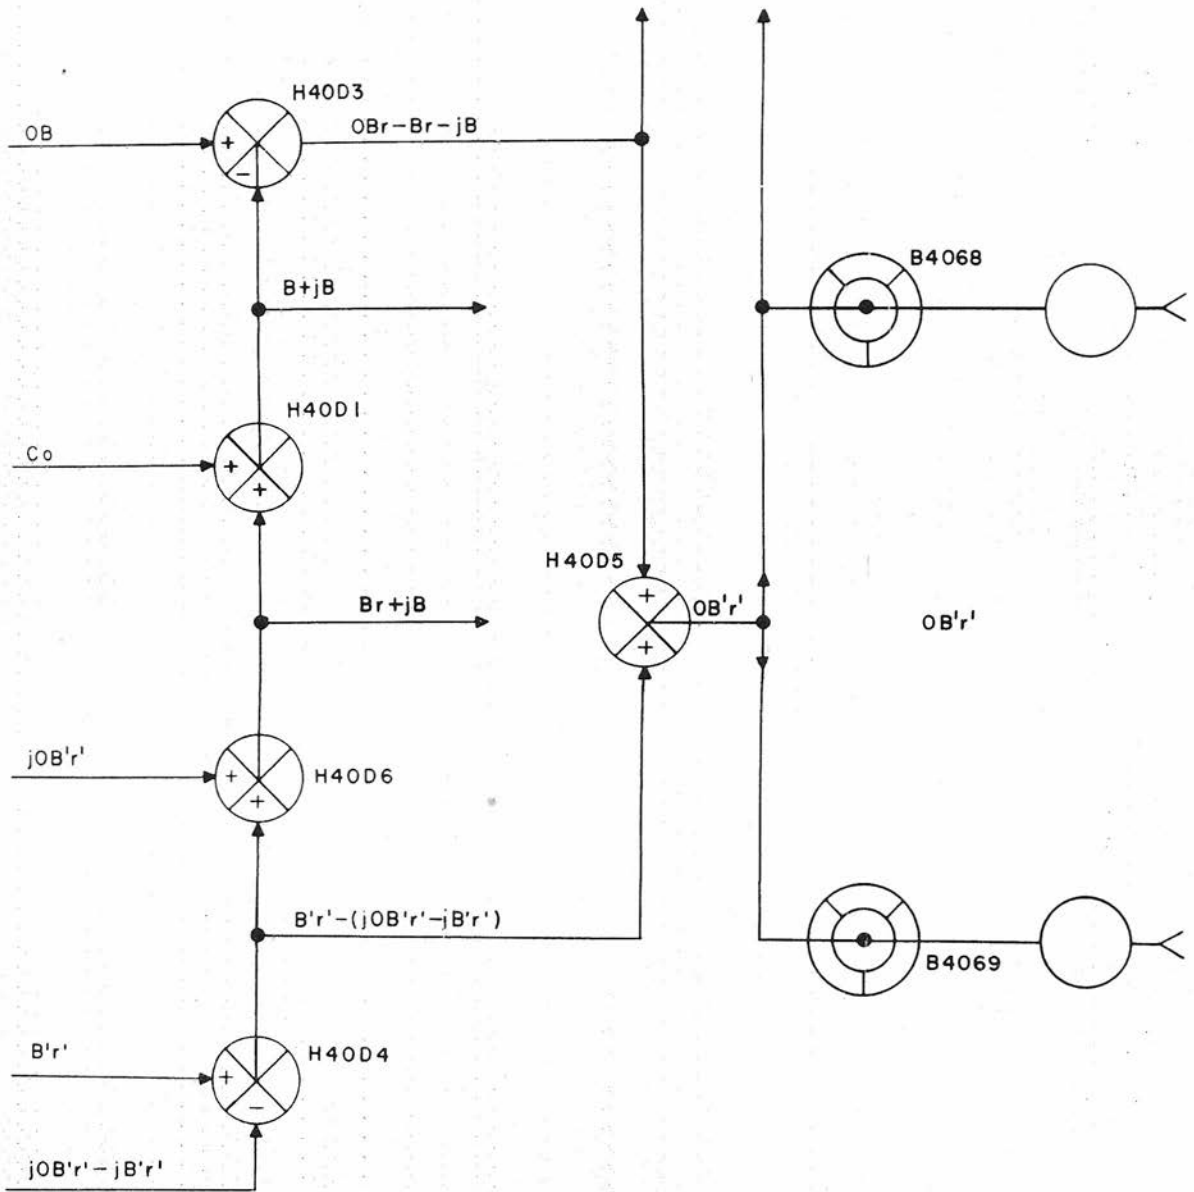 H40D3
OB
+
-
OBr-Br-jB
B+jB
B4068
H40D1
Co
+
+
H40D5
+
+
OB'r'
OB'r'
Br+jB
jOB'r'
+
+
H40D6
B'r'-(jOB'r'-jB'r')
B4069
B'r'
+
-
H40D4
jOB'r'-jB'r'